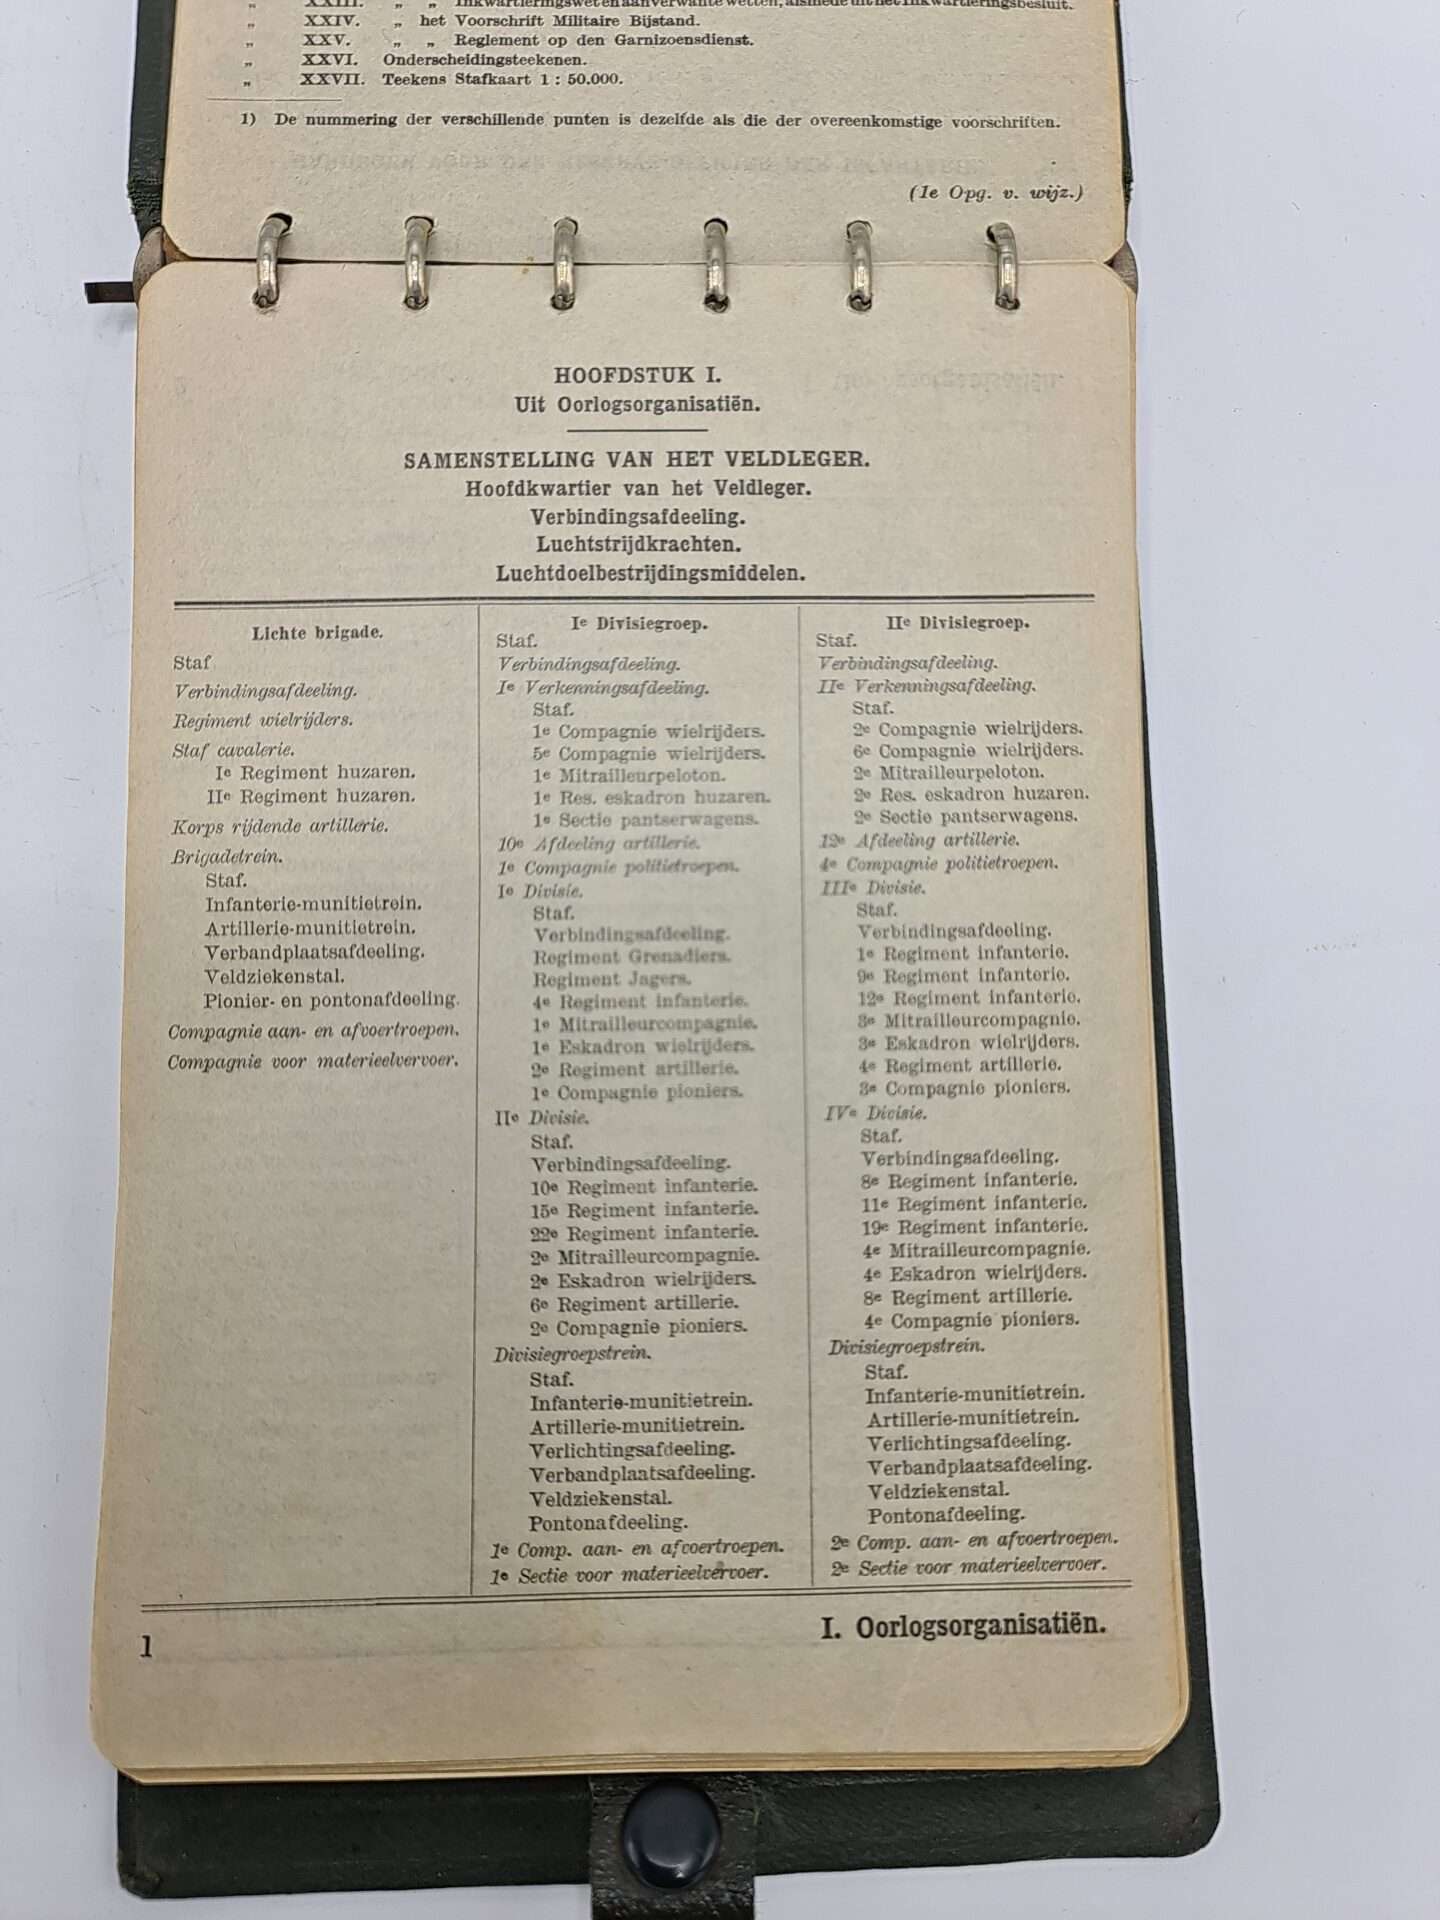 „ XXIII. „ „ Inkwartieringswet en aanverwante wetten, alsmede uit het Inkwartieringsbesluit.
„ XXIV. „ het Voorschrift Militaire Bijstand.
„ XXV. „ „ Reglement op den Garnizoensdienst.
„ XXVI. Onderscheidingsteekenen.
„ XXVII. Teekens Stafkaart 1 : 50.000.
1) De nummering der verschillende punten is dezelfde als die der overeenkomstige voorschriften.
(1e Opg. v. wijz.)
HOOFDSTUK I.
Uit Oorlogsorganisatiën.
SAMENSTELLING VAN HET VELDLEGER.
Hoofdkwartier van het Veldleger.
Verbindingsafdeeling.
Luchtstrijdkrachten.
Luchtdoelbestrijdingsmiddelen.
Lichte brigade.
Staf
Verbindingsafdeeling.
Regiment wielrijders.
Staf cavalerie.
Ie Regiment huzaren.
IIe Regiment huzaren.
Korps rijdende artillerie.
Brigadetrein.
Staf.
Infanterie-munitietrein.
Artillerie-munitietrein.
Verbandplaatsafdeeling.
Veldziekenstal.
Pionier- en pontonafdeeling.
Compagnie aan- en afvoertroepen.
Compagnie voor materieelvervoer.
Ie Divisiegroep.
Staf.
Verbindingsafdeeling.
Ie Verkenningsafdeeling.
Staf.
1e Compagnie wielrijders.
5e Compagnie wielrijders.
1e Mitrailleurpeloton.
1e Res. eskadron huzaren.
1e Sectie pantserwagens.
10e Afdeeling artillerie.
1e Compagnie politietroepen.
Ie Divisie.
Staf.
Verbindingsafdeeling.
Regiment Grenadiers.
Regiment Jagers.
4e Regiment infanterie.
1e Mitrailleurcompagnie.
1e Eskadron wielrijders.
2e Regiment artillerie.
1e Compagnie pioniers.
IIe Divisie.
Staf.
Verbindingsafdeeling.
10e Regiment infanterie.
15e Regiment infanterie.
22e Regiment infanterie.
2e Mitrailleurcompagnie.
2e Eskadron wielrijders.
6e Regiment artillerie.
2e Compagnie pioniers.
Divisiegroepstrein.
Staf.
Infanterie-munitietrein.
Artillerie-munitietrein.
Verlichtingsafdeeling.
Verbandplaatsafdeeling.
Veldziekenstal.
Pontonafdeeling.
1e Comp. aan- en afvoertroepen.
1e Sectie voor materieelvervoer.
IIe Divisiegroep.
Staf.
Verbindingsafdeeling.
IIe Verkenningsafdeeling.
Staf.
2e Compagnie wielrijders.
6e Compagnie wielrijders.
2e Mitrailleurpeloton.
2e Res. eskadron huzaren.
2e Sectie pantserwagens.
12e Afdeeling artillerie.
4e Compagnie politietroepen.
IIIe Divisie.
Staf.
Verbindingsafdeeling.
1e Regiment infanterie.
9e Regiment infanterie.
12e Regiment infanterie.
3e Mitrailleurcompagnie.
3e Eskadron wielrijders.
4e Regiment artillerie.
3e Compagnie pioniers.
IVe Divisie.
Staf.
Verbindingsafdeeling.
8e Regiment infanterie.
11e Regiment infanterie.
19e Regiment infanterie.
4e Mitrailleurcompagnie.
4e Eskadron wielrijders.
8e Regiment artillerie.
4e Compagnie pioniers.
Divisiegroepstrein.
Staf.
Infanterie-munitietrein.
Artillerie-munitietrein.
Verlichtingsafdeeling.
Verbandplaatsafdeeling.
Veldziekenstal.
Pontonafdeeling.
2e Comp. aan- en afvoertroepen.
2e Sectie voor materieelvervoer.
1
I. Oorlogsorganisatiën.